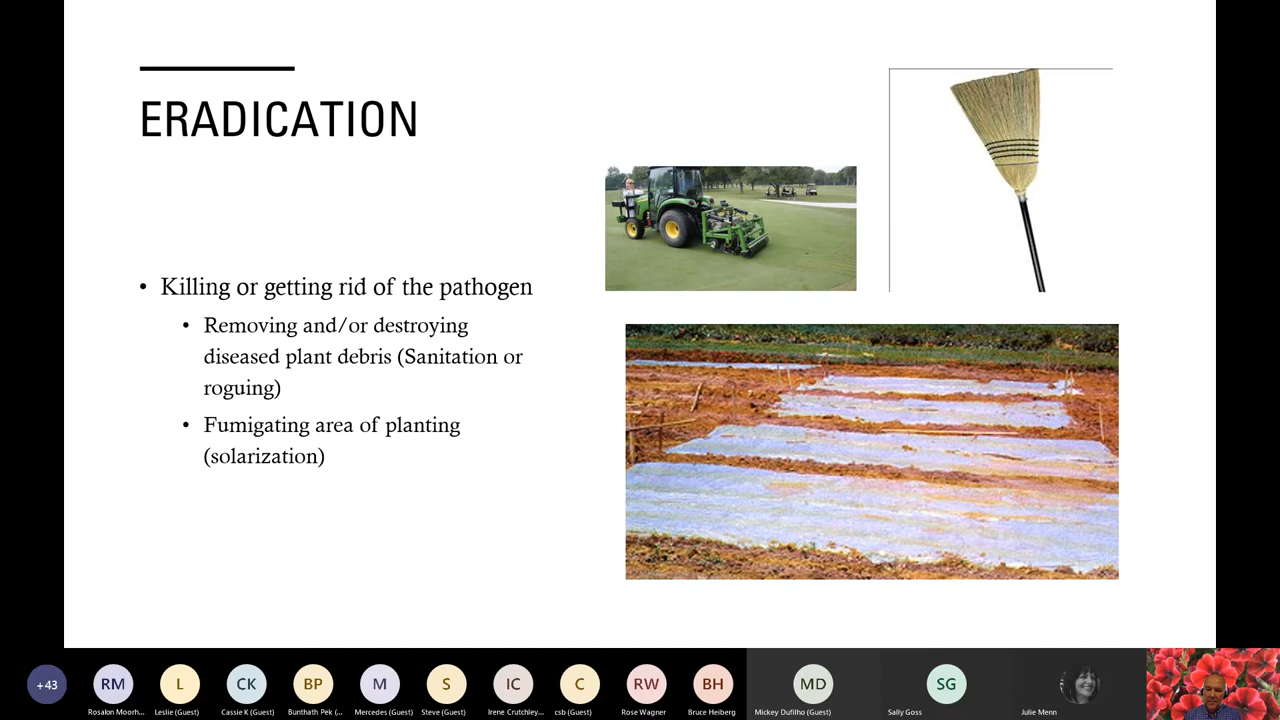 ERADICATION
• Killing or getting rid of the pathogen
• Removing and/or destroying
diseased plant debris (Sanitation or
roguing)
• Fumigating area of planting
(solarization)
+43
RM
L
CK
BP
M
S
IC
C
RW
BH
MD
SG
Rosalon Moorh...
Leslie (Guest)
Cassie K (Guest)
Bunthath Pek (...
Mercedes (Guest)
Steve (Guest)
Irene Crutchley...
csb (Guest)
Rose Wagner
Bruce Heiberg
Mickey Dufilho (Guest)
Sally Goss
Julie Menn